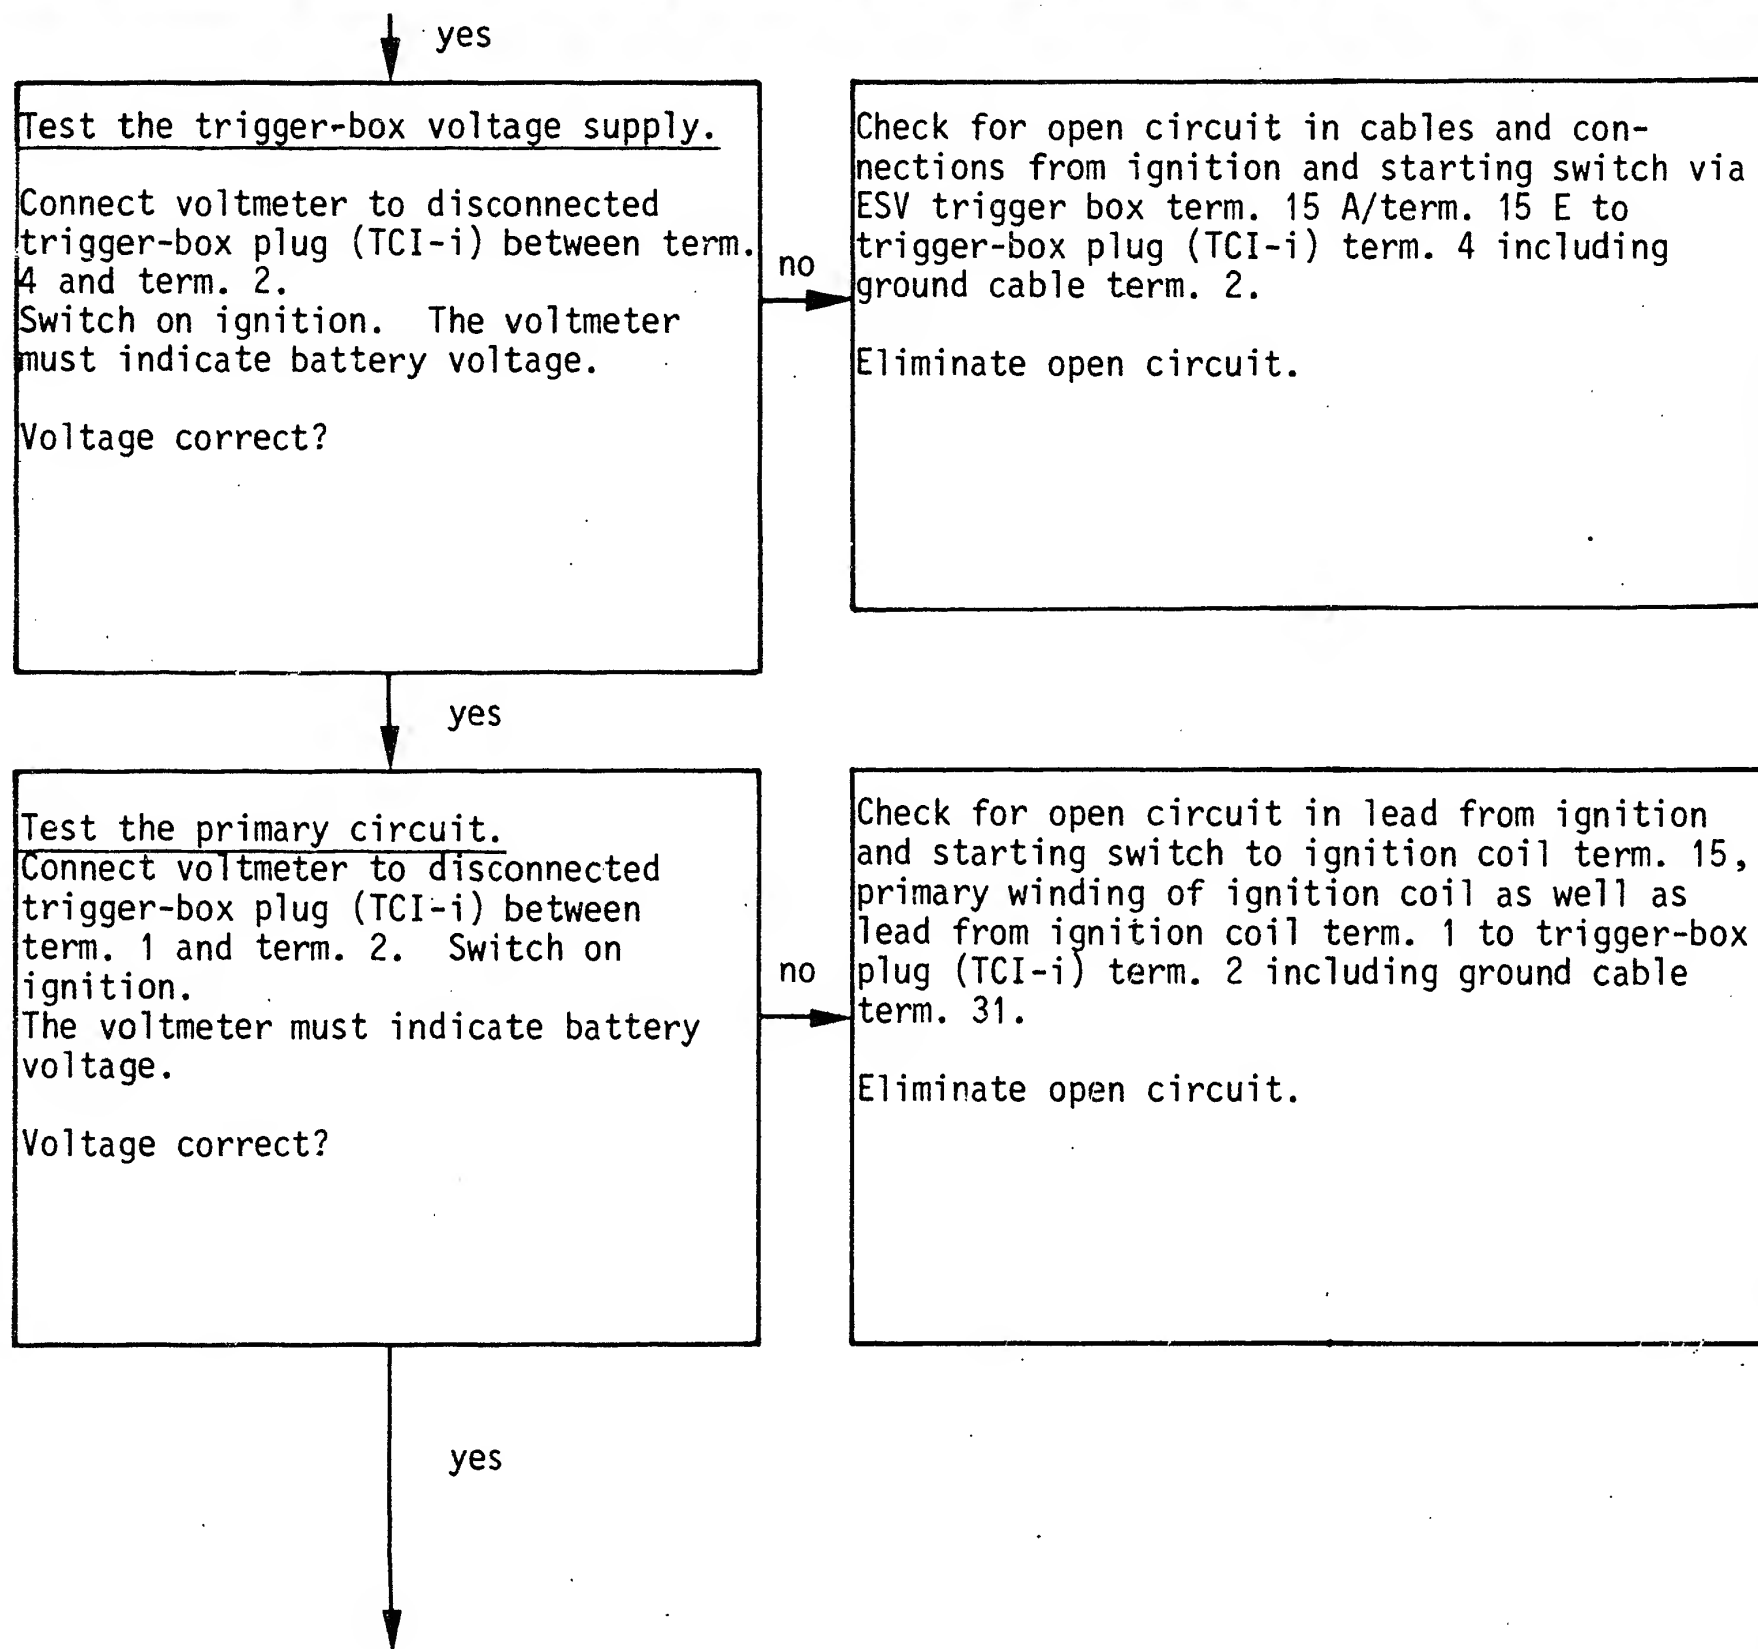 yes
Test the trigger-box voltage supply.
Connect voltmeter to disconnected
trigger-box plug (TCI-i) between term.
4 and term. 2.
Switch on ignition. The voltmeter
must indicate battery voltage.
Voltage correct?
no
Check for open circuit in cables and con-
nections from ignition and starting switch via
ESV trigger box term. 15 A/term. 15 E to
trigger-box plug (TCI-i) term. 4 including
ground cable term. 2.
Eliminate open circuit.
yes
Test the primary circuit.
Connect voltmeter to disconnected
trigger-box plug (TCI-i) between
term. 1 and term. 2. Switch on
ignition.
The voltmeter must indicate battery
voltage.
Voltage correct?
no
Check for open circuit in lead from ignition
and starting switch to ignition coil term. 15,
primary winding of ignition coil as well as
lead from ignition coil term. 1 to trigger-box
plug (TCI-i) term. 2 including ground cable
term. 31.
Eliminate open circuit.
yes